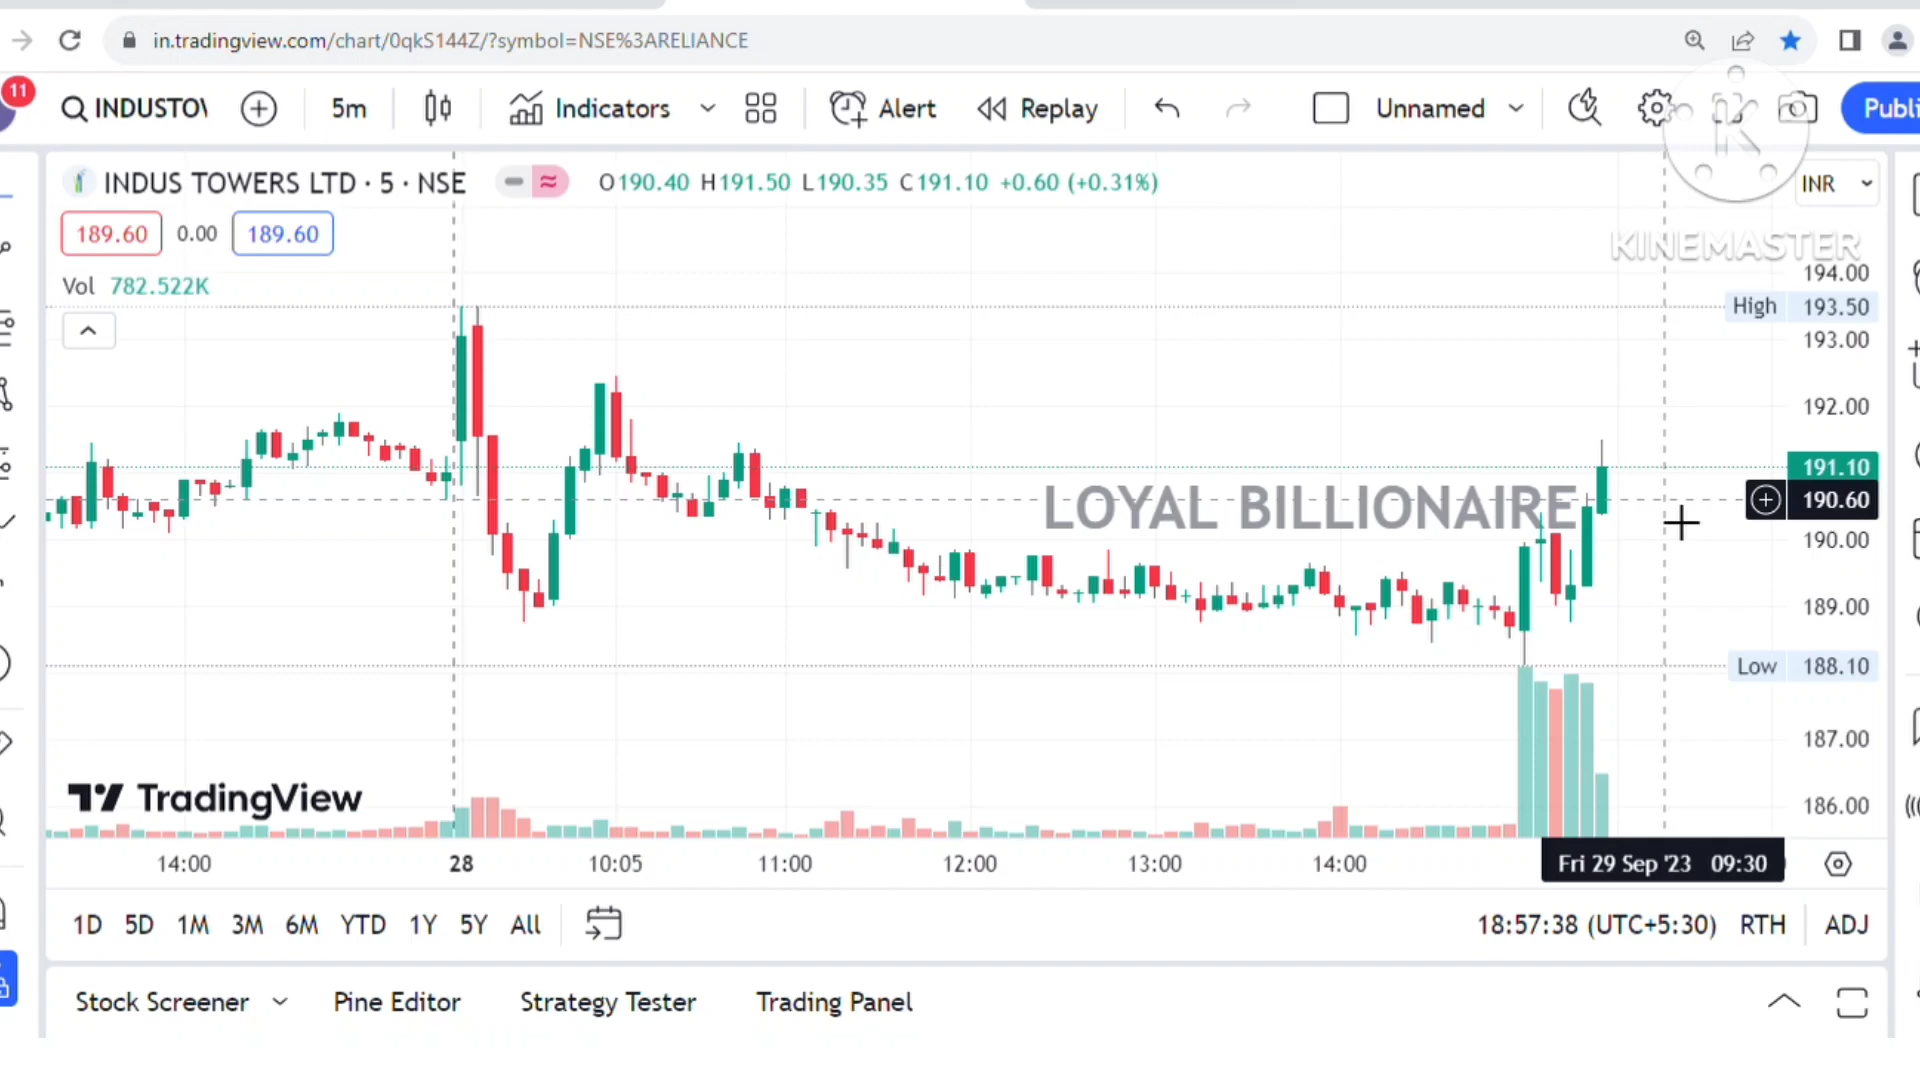 in.tradingview.com/chart/0qkS144Z/?symbol=NSE%3ARELIANCE
11
INDUSTOV
5m
Indicators
Alert
Replay
Unnamed
Publi
INDUS TOWERS LTD · 5 · NSE
O190.40 H191.50 L190.35 C191.10 +0.60 (+0.31%)
INR
189.60 0.00 189.60
KINEMASTER
Vol 782.522K
194.00
High 193.50
193.00
192.00
191.10
190.60
LOYAL BILLIONAIRE
190.00
189.00
Low 188.10
187.00
186.00
TradingView
14:00 28 10:05 11:00 12:00 13:00 14:00 Fri 29 Sep '23 09:30
1D 5D 1M 3M 6M YTD 1Y 5Y All
18:57:38 (UTC+5:30) RTH ADJ
Stock Screener Pine Editor Strategy Tester Trading Panel